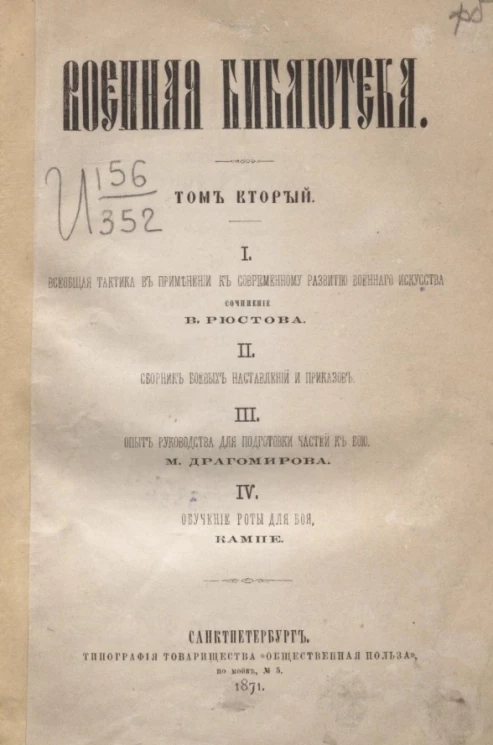 ВОЕННАЯ БИБЛІОТЕКА.
И 156
352
ТОМЪ ВТОРЫЙ.
I.
ВСЕОБЩАЯ ТАКТИКА ВЪ ПРИМѢНЕНІИ КЪ СОВРЕМЕННОМУ РАЗВИТІЮ ВОЕННАГО ИСКУССТВА
СОЧИНЕНІЕ
В. РЮСТОВА.
II.
СБОРНИКЪ БОЕВЫХЪ НАСТАВЛЕНІЙ И ПРИКАЗОВЪ.
III.
ОПЫТЪ РУКОВОДСТВА ДЛЯ ПОДГОТОВКИ ЧАСТЕЙ КЪ БОЮ.
М. ДРАГОМИРОВА.
IV.
ОБУЧЕНІЕ РОТЫ ДЛЯ БОЯ,
КАМПЕ.
САНКТПЕТЕРБУРГЪ.
ТИПОГРАФІЯ ТОВАРИЩЕСТВА «ОБЩЕСТВЕННАЯ ПОЛЬЗА»,
ПО МОЙКѢ, № 5.
1871.